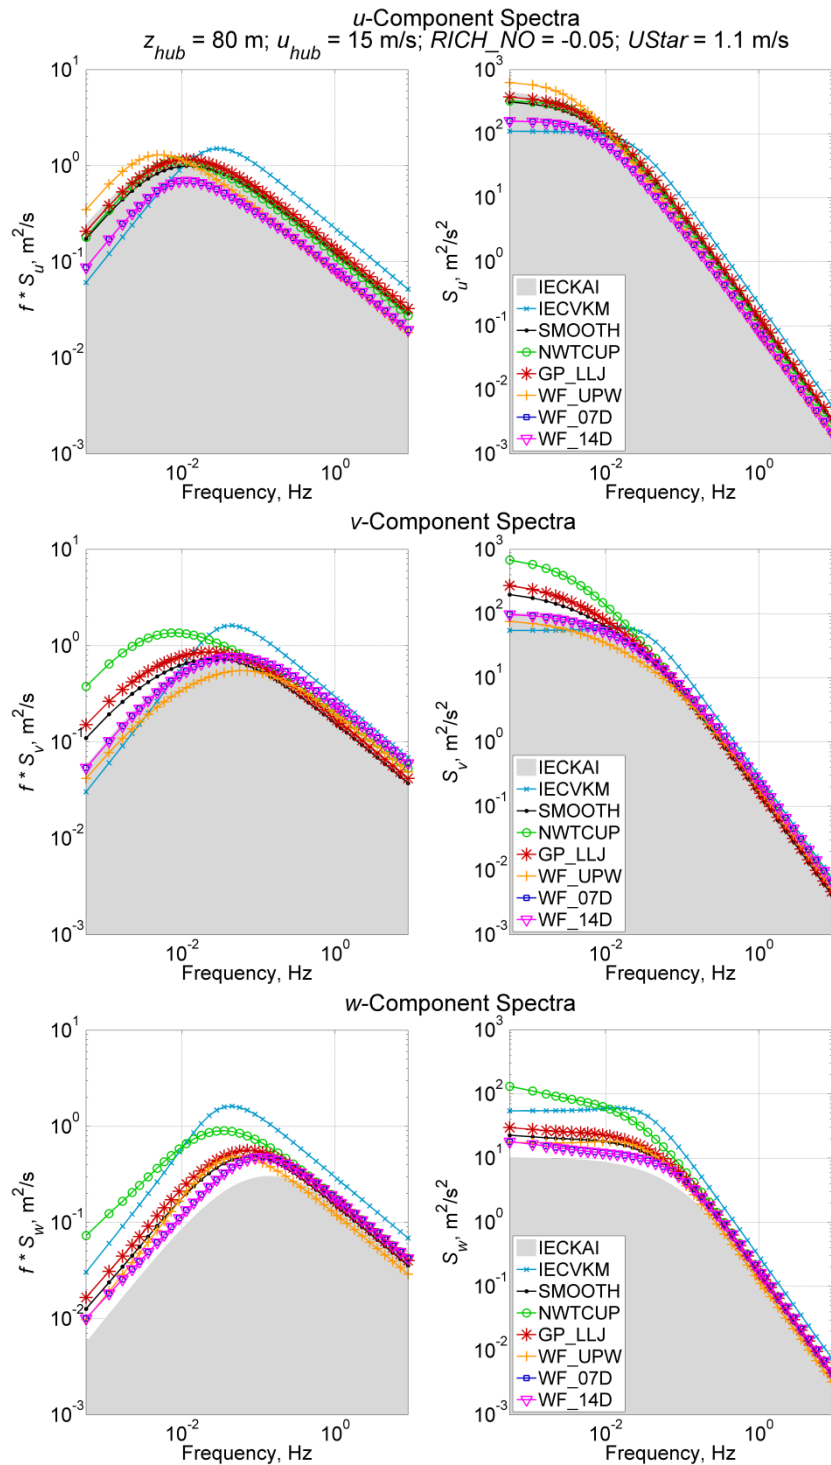 u-Component Spectra
z_hub = 80 m; u_hub = 15 m/s; RICH_NO = -0.05; UStar = 1.1 m/s
10^1
10^0
10^-1
10^-2
10^-3
f * S_u, m^2/s
10^-2
10^0
Frequency, Hz
10^3
10^2
10^1
10^0
10^-1
10^-2
10^-3
S_u, m^2/s^2
IECKAI
IECVKM
SMOOTH
NWTCUP
GP_LLJ
WF_UPW
WF_07D
WF_14D
10^-2
10^0
Frequency, Hz
v-Component Spectra
10^1
10^0
10^-1
10^-2
10^-3
f * S_v, m^2/s
10^-2
10^0
Frequency, Hz
10^3
10^2
10^1
10^0
10^-1
10^-2
10^-3
S_v, m^2/s^2
IECKAI
IECVKM
SMOOTH
NWTCUP
GP_LLJ
WF_UPW
WF_07D
WF_14D
10^-2
10^0
Frequency, Hz
w-Component Spectra
10^1
10^0
10^-1
10^-2
10^-3
f * S_w, m^2/s
10^-2
10^0
Frequency, Hz
10^3
10^2
10^1
10^0
10^-1
10^-2
10^-3
S_w, m^2/s^2
IECKAI
IECVKM
SMOOTH
NWTCUP
GP_LLJ
WF_UPW
WF_07D
WF_14D
10^-2
10^0
Frequency, Hz